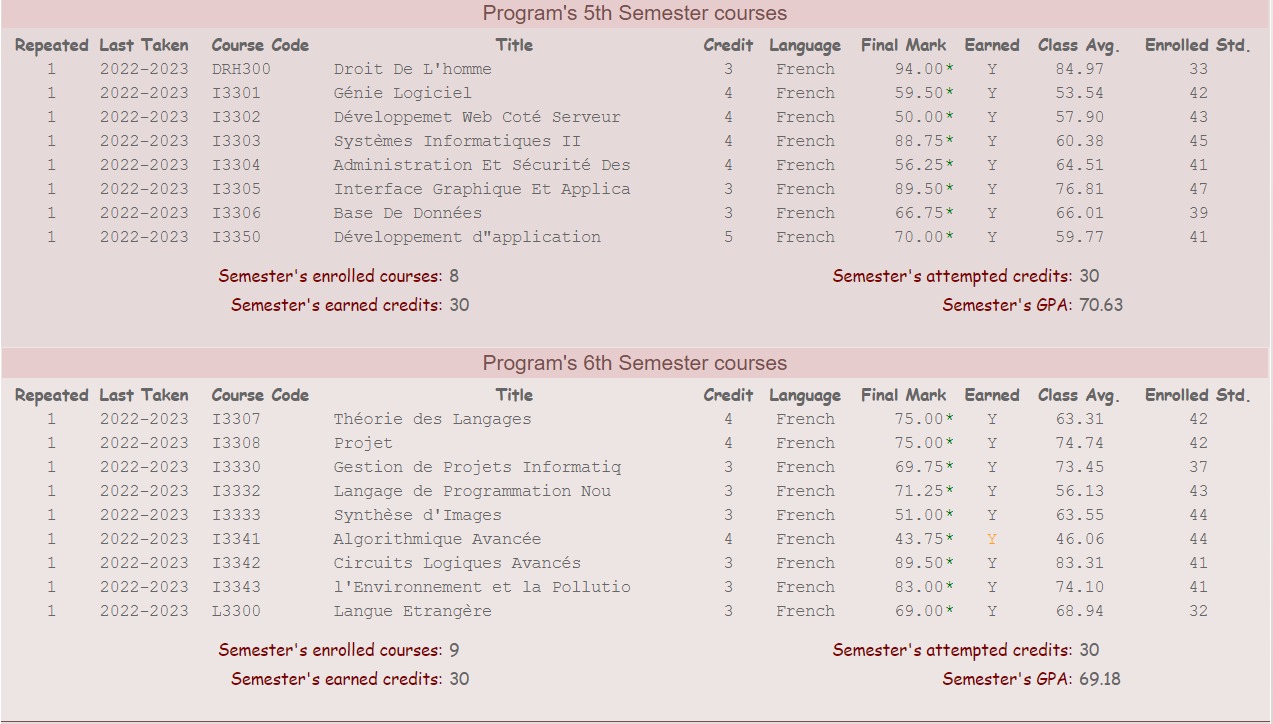 Program's 5th Semester courses
Repeated Last Taken Course Code Title Credit Language Final Mark Earned Class Avg. Enrolled Std.
1 2022-2023 DRH300 Droit De L'homme 3 French 94.00* Y 84.97 33
1 2022-2023 I3301 Génie Logiciel 4 French 59.50* Y 53.54 42
1 2022-2023 I3302 Développemet Web Coté Serveur 4 French 50.00* Y 57.90 43
1 2022-2023 I3303 Systèmes Informatiques II 4 French 88.75* Y 60.38 45
1 2022-2023 I3304 Administration Et Sécurité Des 4 French 56.25* Y 64.51 41
1 2022-2023 I3305 Interface Graphique Et Applica 3 French 89.50* Y 76.81 47
1 2022-2023 I3306 Base De Données 3 French 66.75* Y 66.01 39
1 2022-2023 I3350 Développement d"application 5 French 70.00* Y 59.77 41
Semester's enrolled courses: 8 Semester's attempted credits: 30
Semester's earned credits: 30 Semester's GPA: 70.63
Program's 6th Semester courses
Repeated Last Taken Course Code Title Credit Language Final Mark Earned Class Avg. Enrolled Std.
1 2022-2023 I3307 Théorie des Langages 4 French 75.00* Y 63.31 42
1 2022-2023 I3308 Projet 4 French 75.00* Y 74.74 42
1 2022-2023 I3330 Gestion de Projets Informatiq 3 French 69.75* Y 73.45 37
1 2022-2023 I3332 Langage de Programmation Nou 3 French 71.25* Y 56.13 43
1 2022-2023 I3333 Synthèse d'Images 3 French 51.00* Y 63.55 44
1 2022-2023 I3341 Algorithmique Avancée 4 French 43.75* Y 46.06 44
1 2022-2023 I3342 Circuits Logiques Avancés 3 French 89.50* Y 83.31 41
1 2022-2023 I3343 l'Environnement et la Pollutio 3 French 83.00* Y 74.10 41
1 2022-2023 L3300 Langue Etrangère 3 French 69.00* Y 68.94 32
Semester's enrolled courses: 9 Semester's attempted credits: 30
Semester's earned credits: 30 Semester's GPA: 69.18